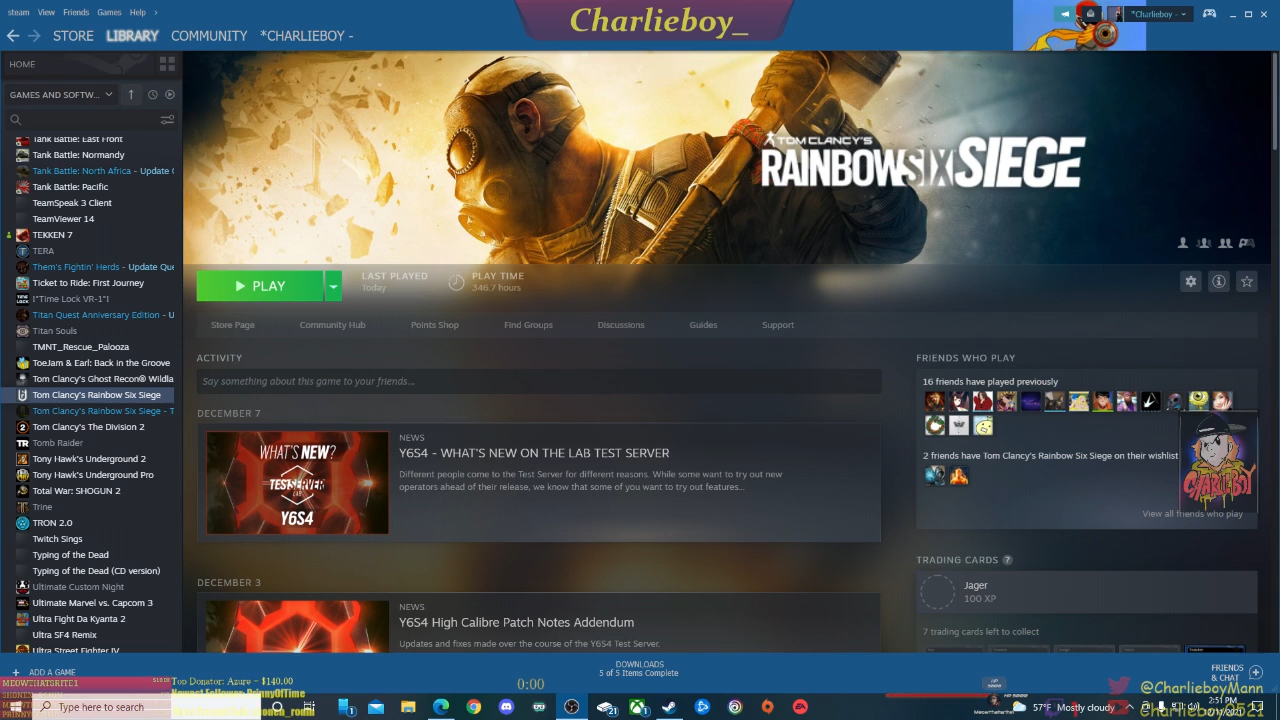 steam View Friends Games Help
Charlieboy_
*Charlieboy -
STORE LIBRARY COMMUNITY *CHARLIEBOY -
HOME
GAMES AND SOFTW...
Tank Battle: East Front
Tank Battle: Normandy
Tank Battle: North Africa - Update
Tank Battle: Pacific
TeamSpeak 3 Client
TeamViewer 14
TEKKEN 7
TERA
Them's Fightin' Herds - Update Que
Ticket to Ride: First Journey
!"Time Lock VR-1"!
Titan Quest Anniversary Edition - U
Titan Souls
TMNT_Rescue_Palooza
ToeJam & Earl: Back in the Groove
Tom Clancy's Ghost Recon® Wildla
Tom Clancy's Rainbow Six Siege
Tom Clancy's Rainbow Six Siege - T
Tom Clancy's The Division 2
Tomb Raider
Tony Hawk's Underground 2
Tony Hawk's Underground Pro
Total War: SHOGUN 2
Trine
TRON 2.0
Twitch Sings
Typing of the Dead
Typing of the Dead (CD version)
Ultimate Custom Night
Ultimate Marvel vs. Capcom 3
Ultra Fight Da Kyanta 2
Ultra SF4 Remix
Ultra Street Fighter IV
ADD A GAME
TOM CLANCY'S
RAINBOW SIX SIEGE
PLAY
LAST PLAYED
Today
PLAY TIME
346.7 hours
Store Page Community Hub Points Shop Find Groups Discussions Guides Support
ACTIVITY
Say something about this game to your friends...
DECEMBER 7
WHAT'S NEW?
TEST SERVER
LAB
Y6S4
NEWS
Y6S4 - WHAT'S NEW ON THE LAB TEST SERVER
Different people come to the Test Server for different reasons. While some want to try out new
operators ahead of their release, we know that some of you want to try out features...
DECEMBER 3
NEWS
Y6S4 High Calibre Patch Notes Addendum
Updates and fixes made over the course of the Y6S4 Test Server.
FRIENDS WHO PLAY
16 friends have played previously
2 friends have Tom Clancy's Rainbow Six Siege on their wishlist
CHARLIEBOY
View all friends who play
TRADING CARDS ?
Jager
100 XP
7 trading cards left to collect
DOWNLOADS
5 of 5 Items Complete
FRIENDS
& CHAT
MEOWTHATSRITE1
Top Donator: Azure - $140.00
Newest Follower: PrinnyOfTime
0:00
@CharlieboyMann
Type here to search
57°F Mostly cloudy
2:51 PM